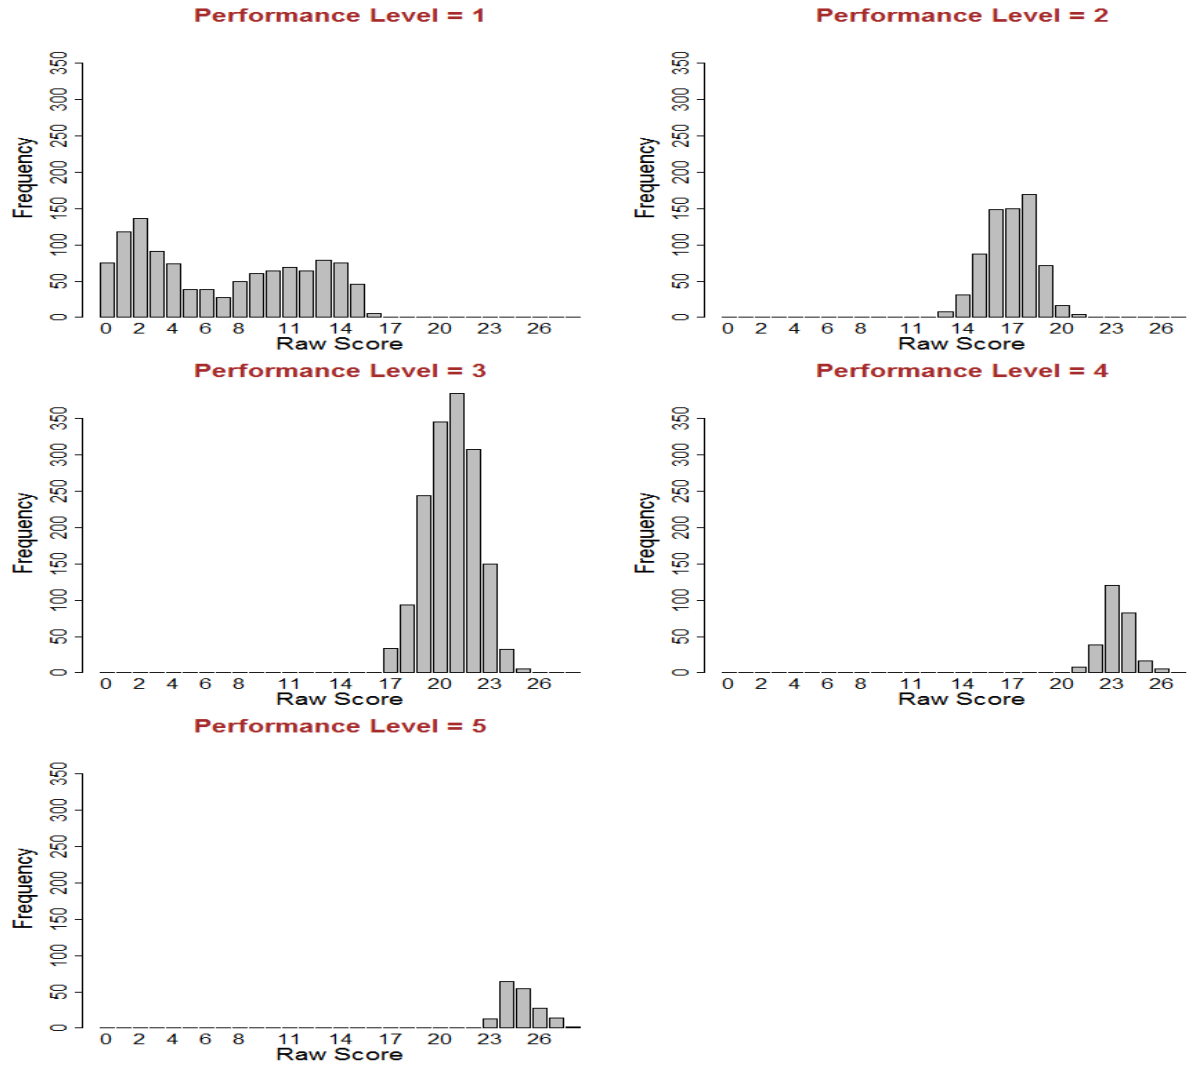 Performance Level = 1
350
300
250
200
150
100
50
0
Frequency
0 2 4 6 8 11 14 17 20 23 26
Raw Score
Performance Level = 2
350
300
250
200
150
100
50
0
Frequency
0 2 4 6 8 11 14 17 20 23 26
Raw Score
Performance Level = 3
350
300
250
200
150
100
50
0
Frequency
0 2 4 6 8 11 14 17 20 23 26
Raw Score
Performance Level = 4
350
300
250
200
150
100
50
0
Frequency
0 2 4 6 8 11 14 17 20 23 26
Raw Score
Performance Level = 5
350
300
250
200
150
100
50
0
Frequency
0 2 4 6 8 11 14 17 20 23 26
Raw Score